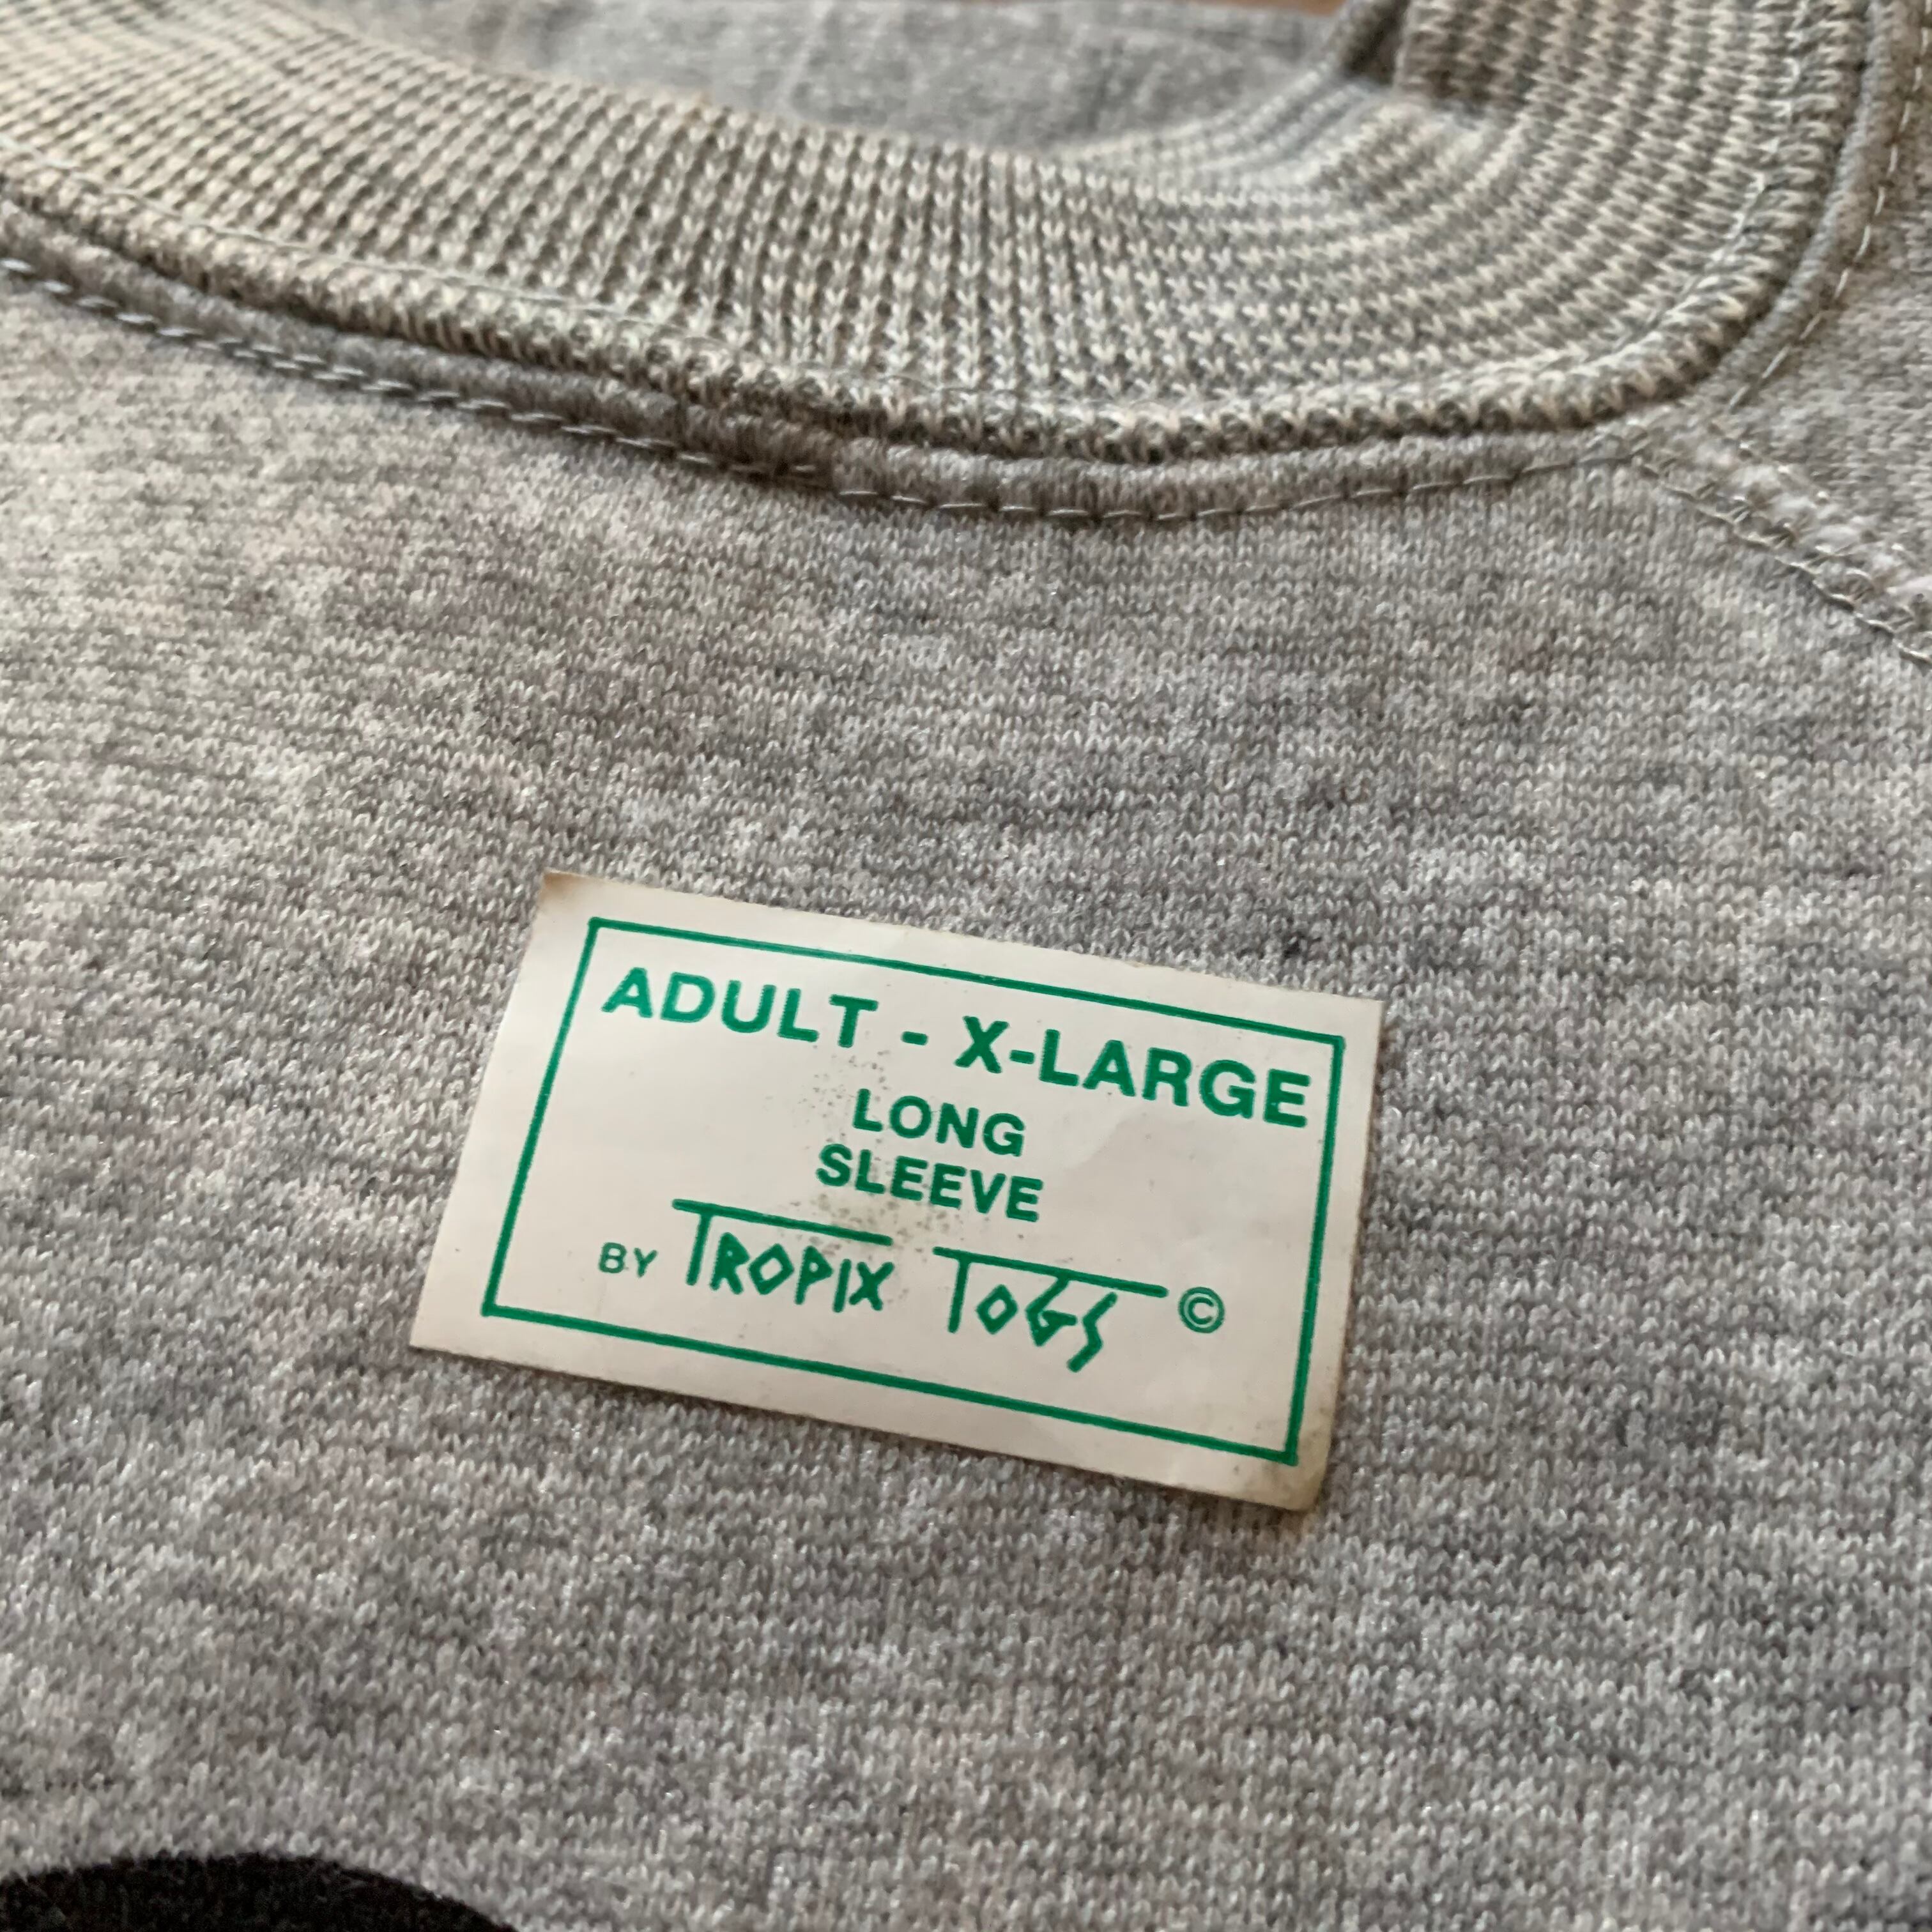 ADULT - X-LARGE
LONG
SLEEVE
BY TROPIX TOGS ©